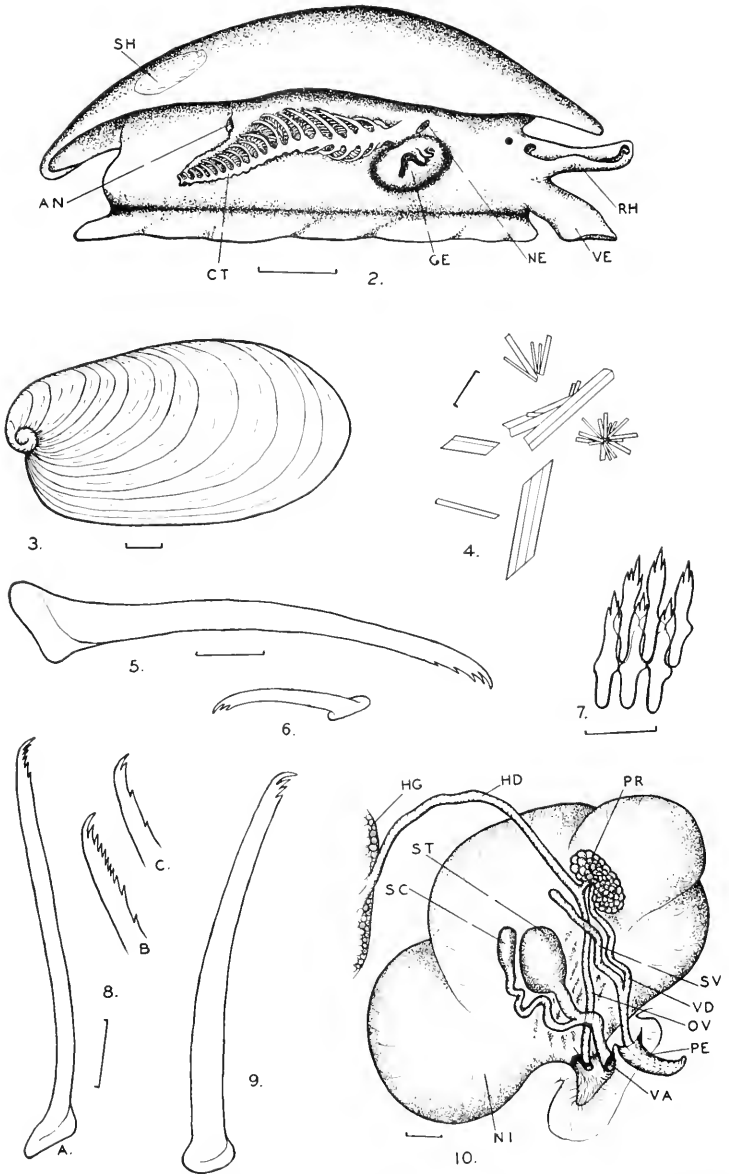 SH
AN
CT
GE
NE
VE
RH
2.
3.
4.
5.
6.
7.
8.
A.
B
C.
9.
HG
HD
PR
ST
SC
SV
VD
OV
PE
VA
NI
10.